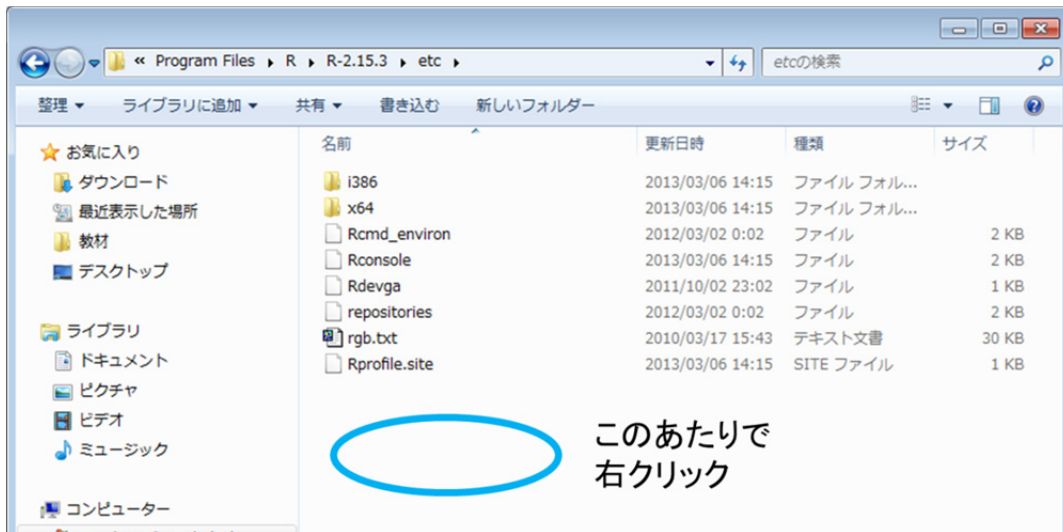 « Program Files ▸ R ▸ R-2.15.3 ▸ etc ▸
etcの検索
整理 ▼ ライブラリに追加 ▼ 共有 ▼ 書き込む 新しいフォルダー
名前 更新日時 種類 サイズ
お気に入り
ダウンロード
最近表示した場所
教材
デスクトップ
ライブラリ
ドキュメント
ピクチャ
ビデオ
ミュージック
コンピューター
i386 2013/03/06 14:15 ファイル フォル...
x64 2013/03/06 14:15 ファイル フォル...
Rcmd_environ 2012/03/02 0:02 ファイル 2 KB
Rconsole 2013/03/06 14:15 ファイル 2 KB
Rdevga 2011/10/02 23:02 ファイル 1 KB
repositories 2012/03/02 0:02 ファイル 2 KB
rgb.txt 2010/03/17 15:43 テキスト文書 30 KB
Rprofile.site 2013/03/06 14:15 SITE ファイル 1 KB
このあたりで
右クリック